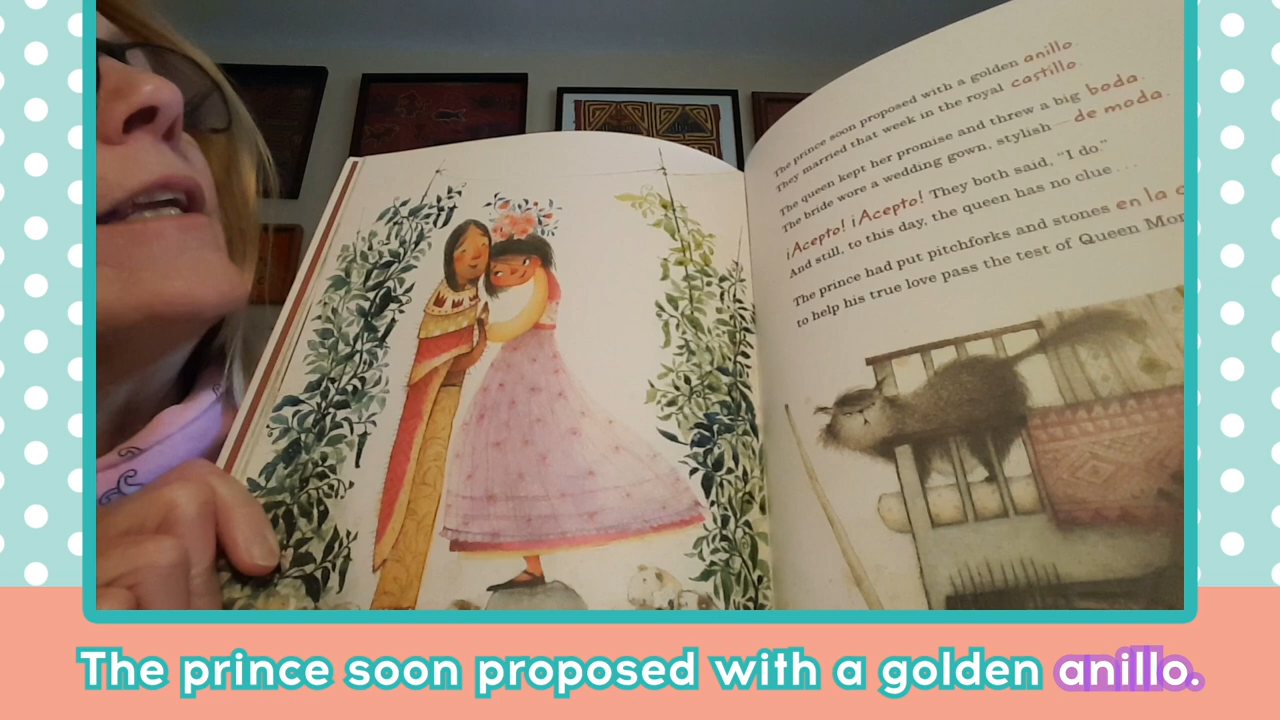 The prince soon proposed with a golden anillo.
They married that week in the royal castillo.
The queen kept her promise and threw a big boda.
The bride wore a wedding gown, stylish—de moda.
¡Acepto! ¡Acepto! They both said, "I do."
And still, to this day, the queen has no clue . . .
The prince had put pitchforks and stones en la
to help his true love pass the test of Queen
The prince soon proposed with a golden anillo.